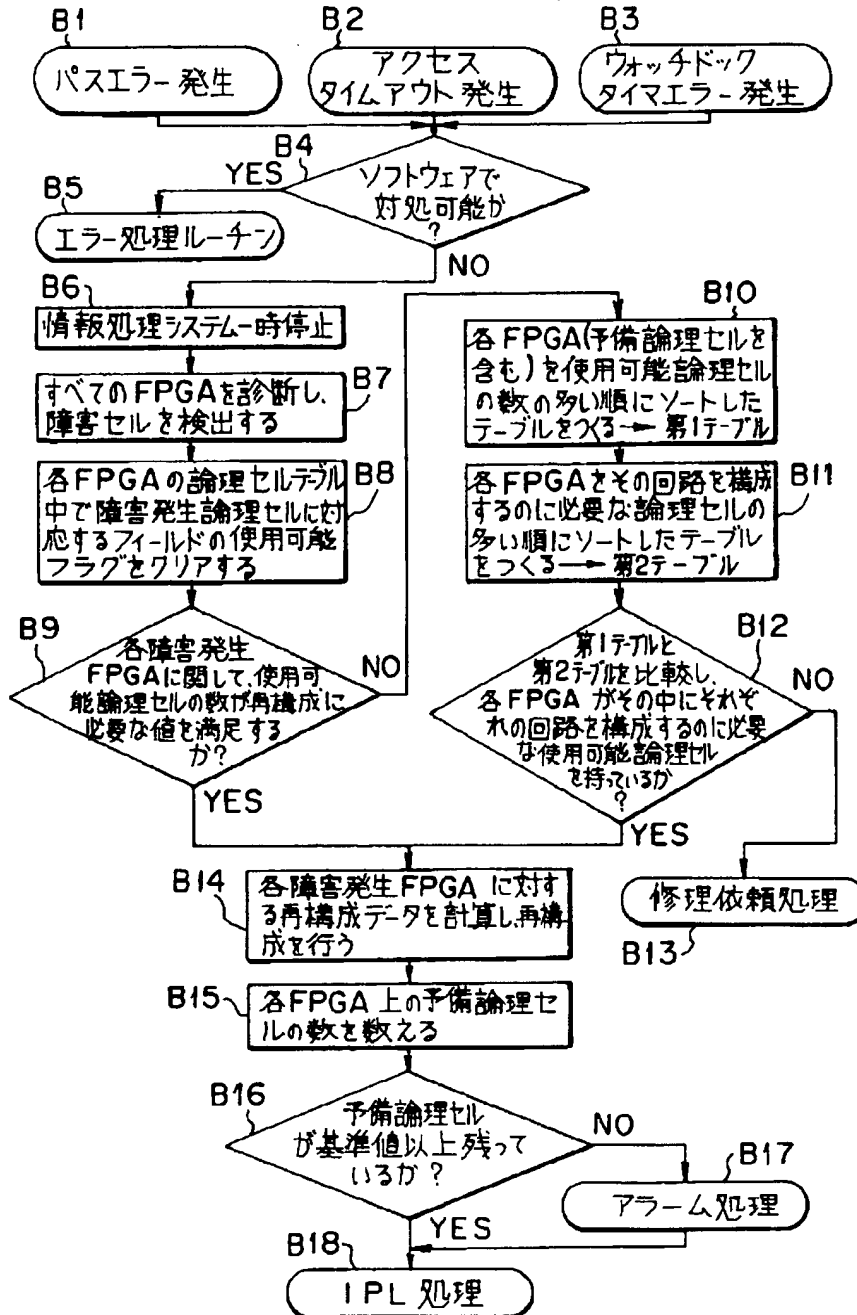 B1
パスエラー発生
B2
アクセス
タイムアウト発生
B3
ウォッチドック
タイマエラー発生
B4
ソフトウェアで
対処可能か
?
YES
NO
B5
エラー処理ルーチン
B6
情報処理システム一時停止
B7
すべてのFPGAを診断し、
障害セルを検出する
B8
各FPGAの論理セルテーブル
中で障害発生論理セルに対
応するフィールドの使用可能
フラグをクリアする
B9
各障害発生
FPGAに関して、使用可
能論理セルの数が再構成に
必要な値を満足する
か?
NO
YES
B10
各FPGA(予備論理セルを
含む)を使用可能論理セル
の数の多い順にソートした
テーブルをつくる→第1テーブル
B11
各FPGAをその回路を構成
するのに必要な論理セルの
多い順にソートしたテーブル
をつくる→第2テーブル
B12
第1テーブルと
第2テーブルを比較し、
各FPGAがその中にそれぞ
れの回路を構成するのに必要
な使用可能論理セル
を持っているか
?
NO
YES
修理依頼処理
B13
B14
各障害発生FPGAに対す
る再構成データを計算し、再構
成を行う
B15
各FPGA上の予備論理セ
ルの数を数える
B16
予備論理セル
が基準値以上残って
いるか?
NO
YES
B17
アラーム処理
B18
IPL処理